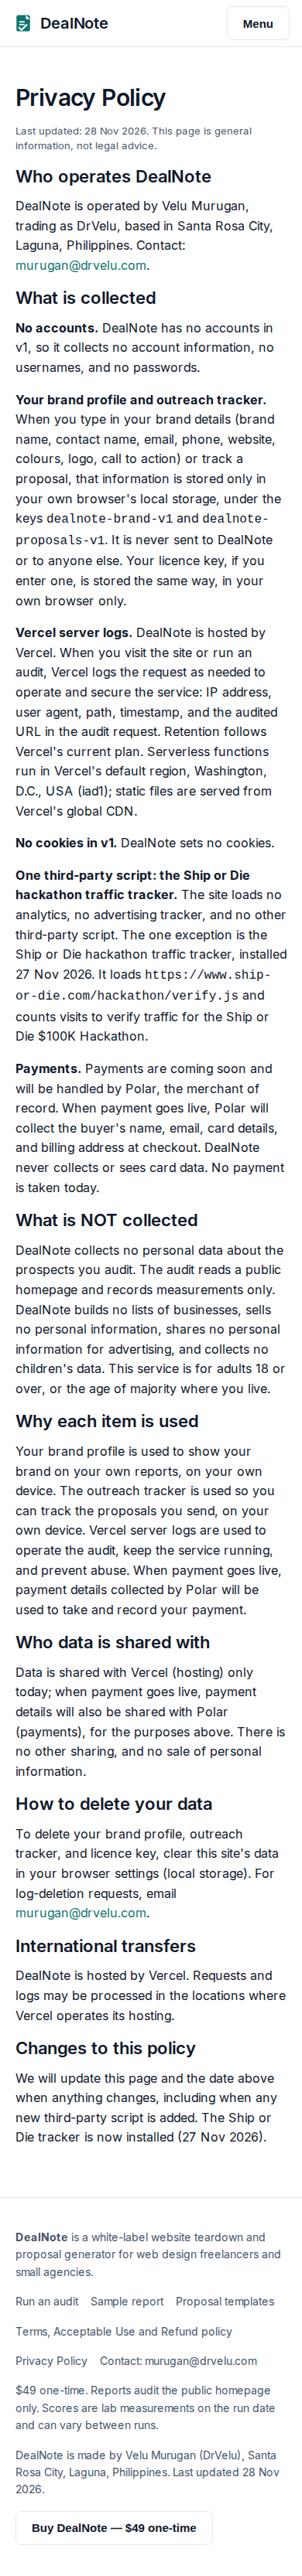 DealNote
Menu
Privacy Policy
Last updated: 28 Nov 2026. This page is general
information, not legal advice.
Who operates DealNote
DealNote is operated by Velu Murugan,
trading as DrVelu, based in Santa Rosa City,
Laguna, Philippines. Contact:
murugan@drvelu.com.
What is collected
No accounts. DealNote has no accounts in
v1, so it collects no account information, no
usernames, and no passwords.
Your brand profile and outreach tracker.
When you type in your brand details (brand
name, contact name, email, phone, website,
colours, logo, call to action) or track a
proposal, that information is stored only in
your own browser's local storage, under the
keys dealnote-brand-v1 and dealnote-
proposals-v1. It is never sent to DealNote
or to anyone else. Your licence key, if you
enter one, is stored the same way, in your
own browser only.
Vercel server logs. DealNote is hosted by
Vercel. When you visit the site or run an
audit, Vercel logs the request as needed to
operate and secure the service: IP address,
user agent, path, timestamp, and the audited
URL in the audit request. Retention follows
Vercel's current plan. Serverless functions
run in Vercel's default region, Washington,
D.C., USA (iad1); static files are served from
Vercel's global CDN.
No cookies in v1. DealNote sets no cookies.
One third-party script: the Ship or Die
hackathon traffic tracker. The site loads no
analytics, no advertising tracker, and no other
third-party script. The one exception is the
Ship or Die hackathon traffic tracker, installed
27 Nov 2026. It loads https://www.ship-
or-die.com/hackathon/verify.js and
counts visits to verify traffic for the Ship or
Die $100K Hackathon.
Payments. Payments are coming soon and
will be handled by Polar, the merchant of
record. When payment goes live, Polar will
collect the buyer's name, email, card details,
and billing address at checkout. DealNote
never collects or sees card data. No payment
is taken today.
What is NOT collected
DealNote collects no personal data about the
prospects you audit. The audit reads a public
homepage and records measurements only.
DealNote builds no lists of businesses, sells
no personal information, shares no personal
information for advertising, and collects no
children's data. This service is for adults 18 or
over, or the age of majority where you live.
Why each item is used
Your brand profile is used to show your
brand on your own reports, on your own
device. The outreach tracker is used so you
can track the proposals you send, on your
own device. Vercel server logs are used to
operate the audit, keep the service running,
and prevent abuse. When payment goes live,
payment details collected by Polar will be
used to take and record your payment.
Who data is shared with
Data is shared with Vercel (hosting) only
today; when payment goes live, payment
details will also be shared with Polar
(payments), for the purposes above. There is
no other sharing, and no sale of personal
information.
How to delete your data
To delete your brand profile, outreach
tracker, and licence key, clear this site's data
in your browser settings (local storage). For
log-deletion requests, email
murugan@drvelu.com.
International transfers
DealNote is hosted by Vercel. Requests and
logs may be processed in the locations where
Vercel operates its hosting.
Changes to this policy
We will update this page and the date above
when anything changes, including when any
new third-party script is added. The Ship or
Die tracker is now installed (27 Nov 2026).
DealNote is a white-label website teardown and
proposal generator for web design freelancers and
small agencies.
Run an audit Sample report Proposal templates
Terms, Acceptable Use and Refund policy
Privacy Policy Contact: murugan@drvelu.com
$49 one-time. Reports audit the public homepage
only. Scores are lab measurements on the run date
and can vary between runs.
DealNote is made by Velu Murugan (DrVelu), Santa
Rosa City, Laguna, Philippines. Last updated 28 Nov
2026.
Buy DealNote — $49 one-time